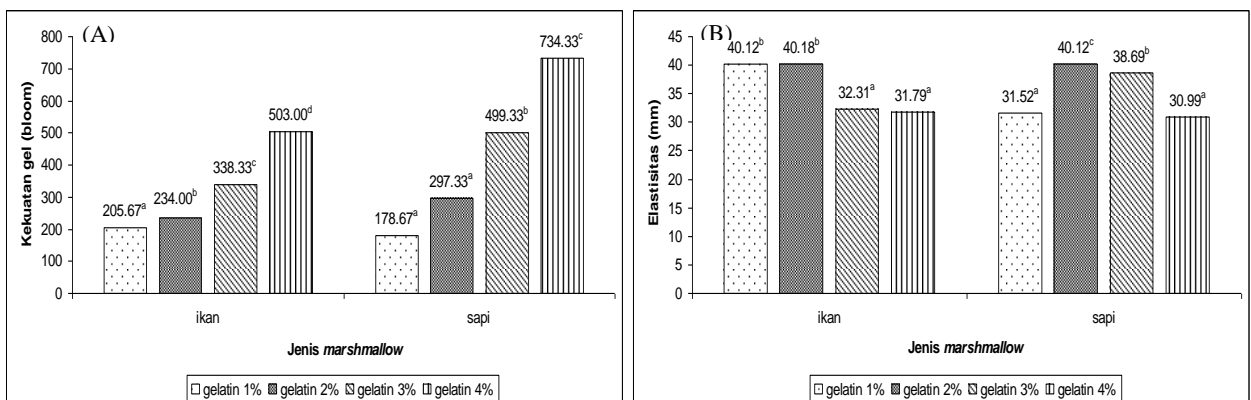 (A)
Kekuatan gel (bloom)
800
700
600
500
400
300
200
100
0
205.67ᵃ
234.00ᵇ
338.33ᶜ
503.00ᵈ
178.67ᵃ
297.33ᵃ
499.33ᵇ
734.33ᶜ
ikan
sapi
Jenis marshmallow
gelatin 1% gelatin 2% gelatin 3% gelatin 4%
(B)
Elastisitas (mm)
45
40
35
30
25
20
15
10
5
0
40.12ᵇ
40.18ᵇ
32.31ᵃ
31.79ᵃ
31.52ᵃ
40.12ᶜ
38.69ᵇ
30.99ᵃ
ikan
sapi
Jenis marshmallow
gelatin 1% gelatin 2% gelatin 3% gelatin 4%